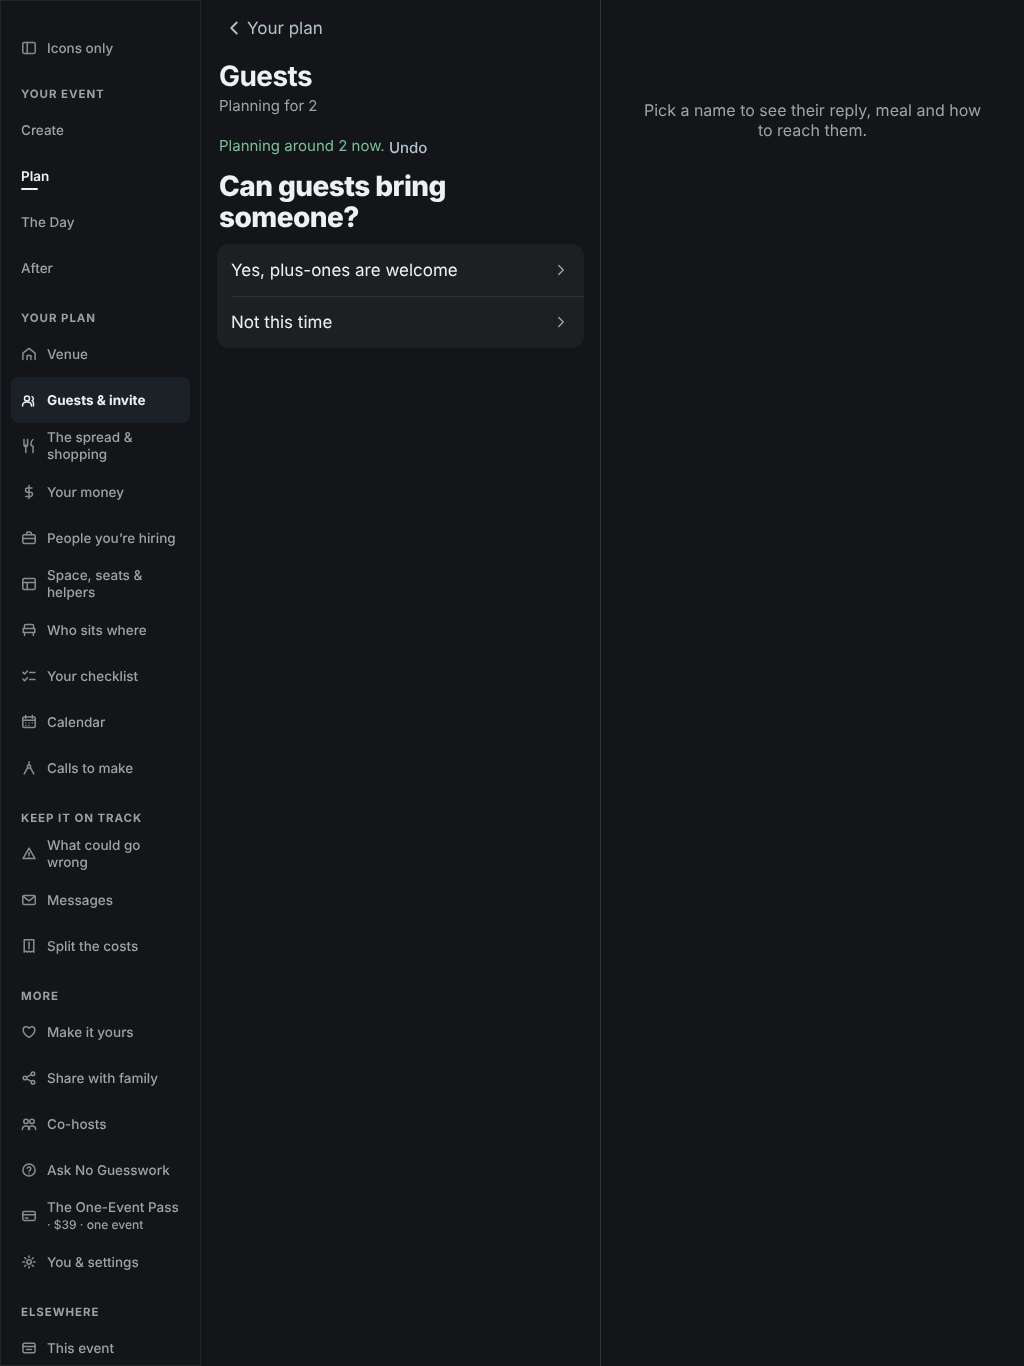 Icons only
YOUR EVENT
Create
Plan
The Day
After
YOUR PLAN
Venue
Guests & invite
The spread &
shopping
Your money
People you’re hiring
Space, seats &
helpers
Who sits where
Your checklist
Calendar
Calls to make
KEEP IT ON TRACK
What could go
wrong
Messages
Split the costs
MORE
Make it yours
Share with family
Co-hosts
Ask No Guesswork
The One-Event Pass
· $39 · one event
You & settings
ELSEWHERE
This event
Your plan
Guests
Planning for 2
Planning around 2 now. Undo
Can guests bring
someone?
Yes, plus-ones are welcome
Not this time
Pick a name to see their reply, meal and how
to reach them.